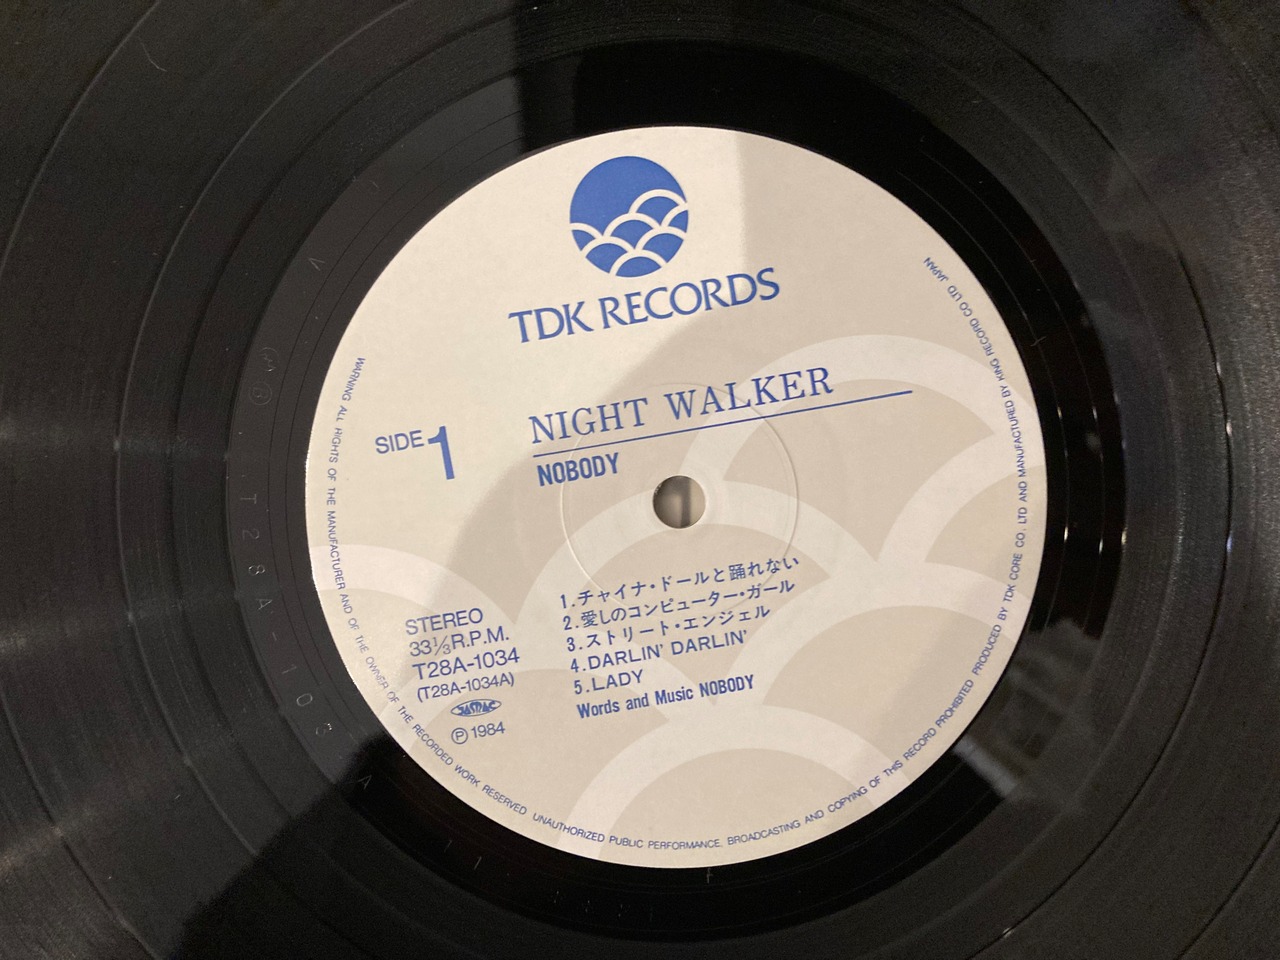 TDK RECORDS
NIGHT WALKER
NOBODY
SIDE 1
1.チャイナ・ドールと踊れない
2.愛しのコンピューター・ガール
3.ストリート・エンジェル
4.DARLIN' DARLIN'
5.LADY
Words and Music NOBODY
STEREO
33⅓R.P.M.
T28A-1034
(T28A-1034A)
JASRAC
Ⓟ1984
WARNING ALL RIGHTS OF THE MANUFACTURER AND OF THE OWNER OF THE RECORDED WORK RESERVED UNAUTHORIZED PUBLIC PERFORMANCE, BROADCASTING AND COPYING OF THIS RECORD PROHIBITED PRODUCED BY TDK CORE CO. LTD AND MANUFACTURED BY KING RECORD CO LTD JAPAN